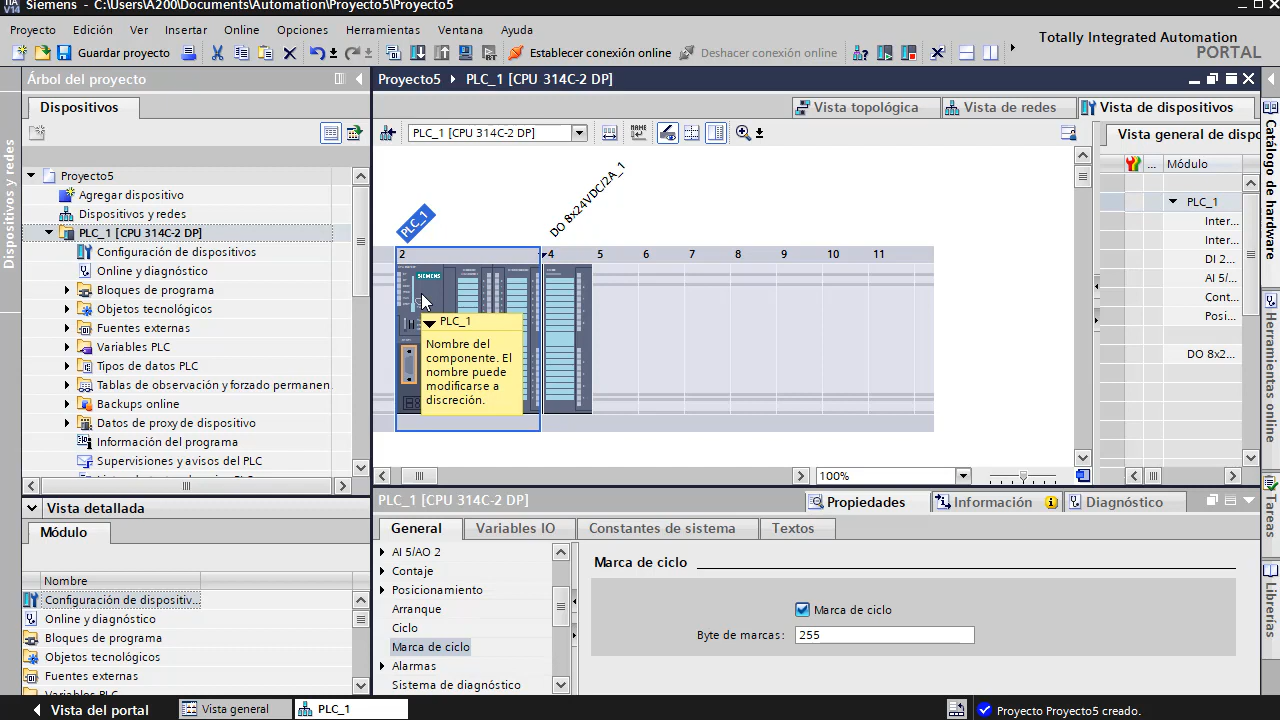 Siemens - C:\Users\A200\Documents\Automation\Proyecto5\Proyecto5
V14
Proyecto Edición Ver Insertar Online Opciones Herramientas Ventana Ayuda
Guardar proyecto Establecer conexión online Deshacer conexión online
Totally Integrated Automation
PORTAL
Árbol del proyecto
Dispositivos
Dispositivos y redes
Proyecto5
Agregar dispositivo
Dispositivos y redes
PLC_1 [CPU 314C-2 DP]
Configuración de dispositivos
Online y diagnóstico
Bloques de programa
Objetos tecnológicos
Fuentes externas
Variables PLC
Tipos de datos PLC
Tablas de observación y forzado permanen.
Backups online
Datos de proxy de dispositivo
Información del programa
Supervisiones y avisos del PLC
Vista detallada
Módulo
Nombre
Configuración de dispositiv...
Online y diagnóstico
Bloques de programa
Objetos tecnológicos
Fuentes externas
Variables PLC
Proyecto5 PLC_1 [CPU 314C-2 DP]
Vista topológica Vista de redes Vista de dispositivos
PLC_1 [CPU 314C-2 DP]
NAME
PLC_1
DO 8x24VDC/2A_1
2 4 5 6 7 8 9 10 11
SIEMENS
PLC_1
Nombre del
componente. El
nombre puede
modificarse a
discreción.
100%
Vista general de dispo
... Módulo
PLC_1
Inter...
Inter...
DI 2...
AI 5/...
Cont...
Posi...
DO 8x2...
PLC_1 [CPU 314C-2 DP]
Propiedades Información Diagnóstico
General Variables IO Constantes de sistema Textos
AI 5/AO 2
Contaje
Posicionamiento
Arranque
Ciclo
Marca de ciclo
Alarmas
Sistema de diagnóstico
Marca de ciclo
Marca de ciclo
Byte de marcas: 255
Catálogo de hardware
Herramientas online
Tareas
Librerías
Vista del portal Vista general PLC_1
Proyecto Proyecto5 creado.